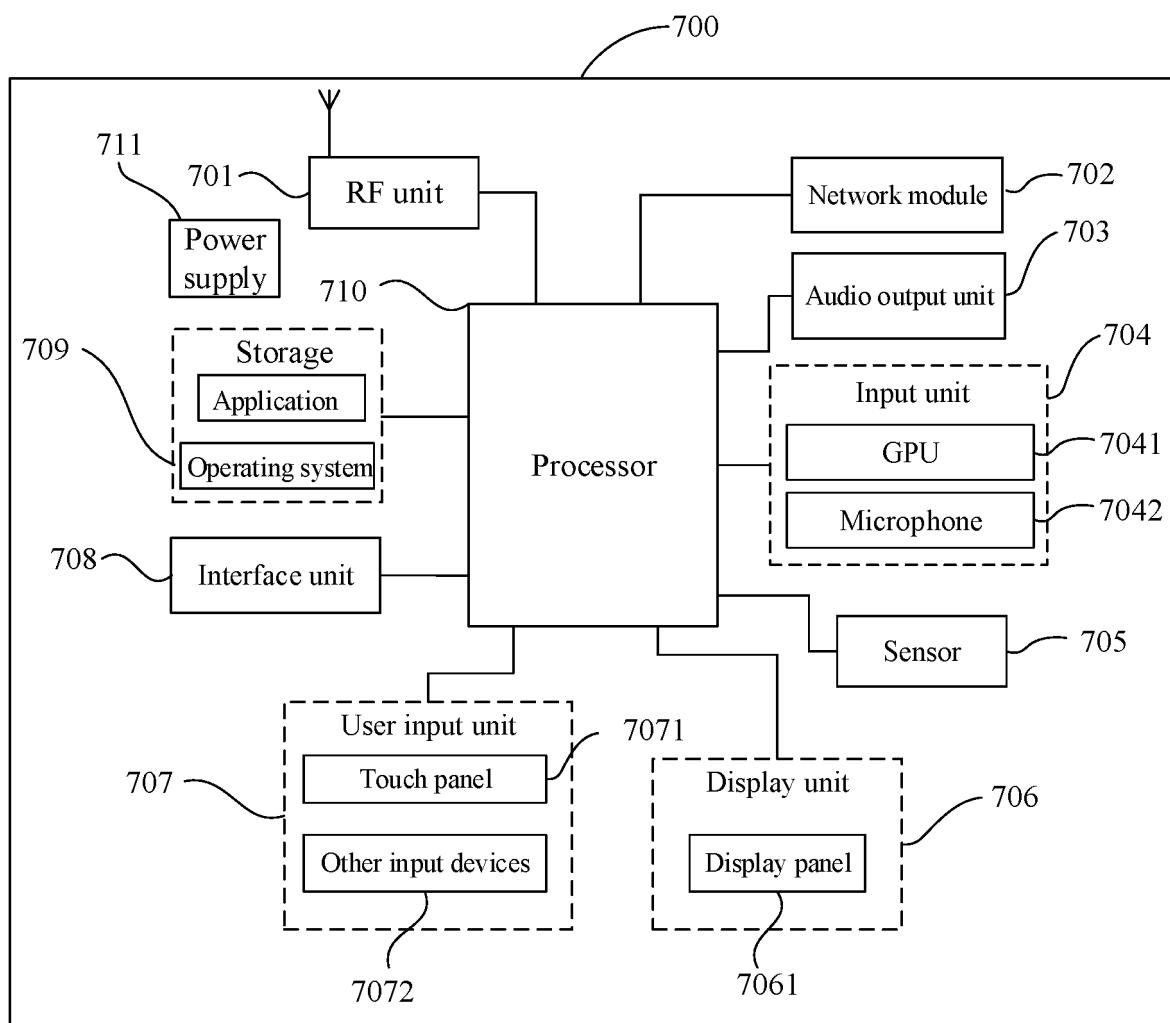 700
711
701
RF unit
Network module
702
Power
supply
703
Audio output unit
710
709
Storage
Application
Operating system
704
Input unit
GPU
7041
Microphone
7042
Processor
708
Interface unit
Sensor
705
User input unit
7071
Touch panel
707
Other input devices
7072
Display unit
706
Display panel
7061